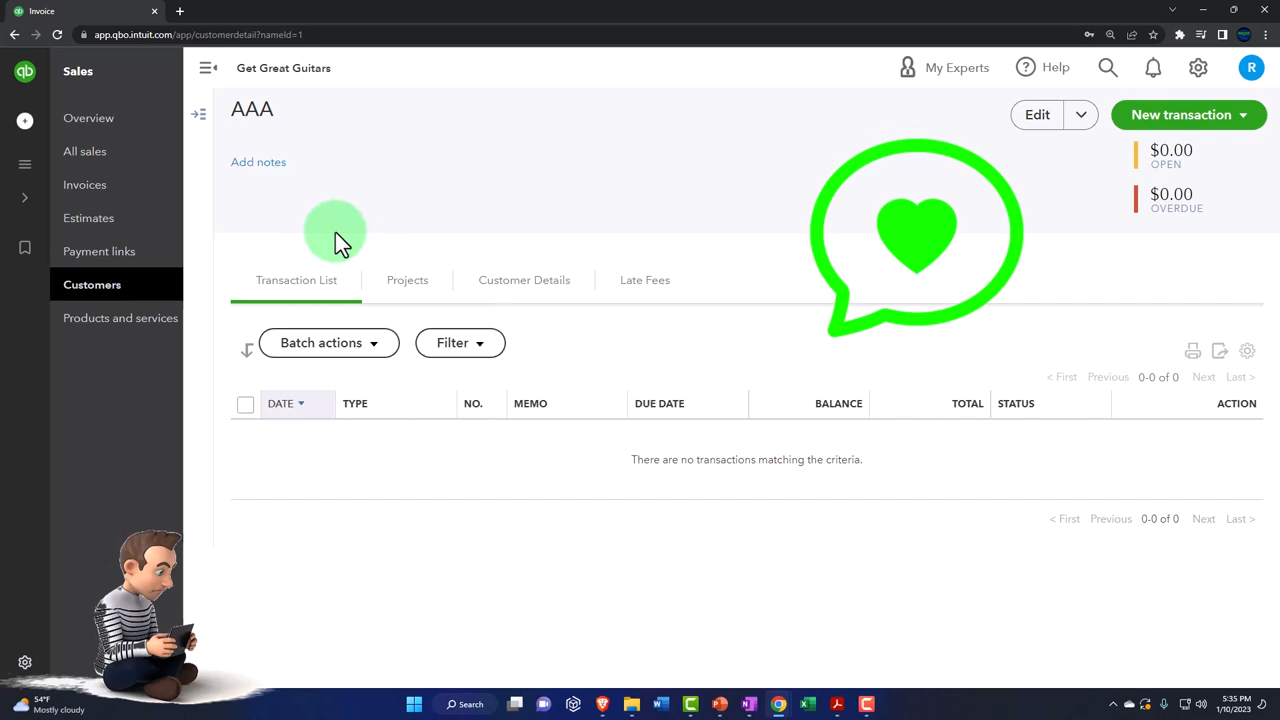 Invoice
app.qbo.intuit.com/app/customerdetail?nameId=1
qb
Sales
Get Great Guitars
My Experts
Help
R
Overview
All sales
Invoices
Estimates
Payment links
Customers
Products and services
AAA
Add notes
Edit
New transaction
$0.00
OPEN
$0.00
OVERDUE
Transaction List
Projects
Customer Details
Late Fees
Batch actions
Filter
< First Previous 0-0 of 0 Next Last >
DATE TYPE NO. MEMO DUE DATE BALANCE TOTAL STATUS ACTION
There are no transactions matching the criteria.
< First Previous 0-0 of 0 Next Last >
54°F
Mostly cloudy
Search
5:35 PM
1/10/2023